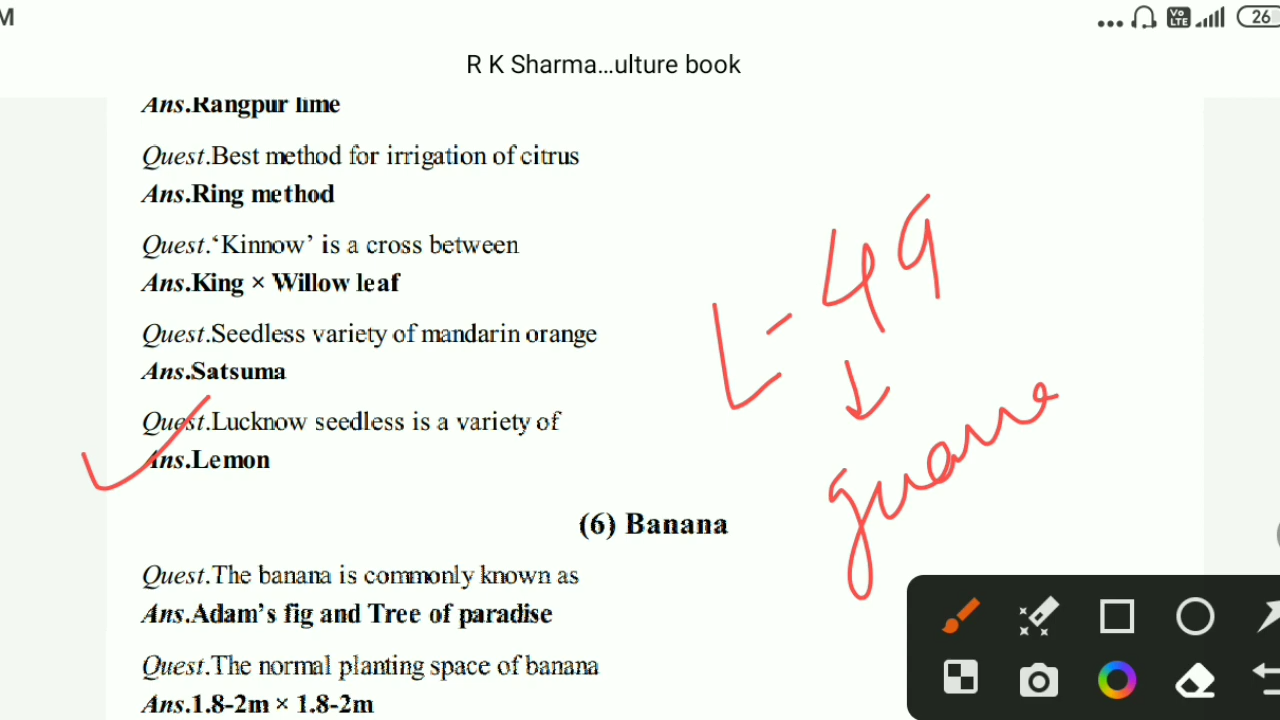 M
Vo LTE 26
R K Sharma...ulture book
Ans.Rangpur lime
Quest.Best method for irrigation of citrus
Ans.Ring method
Quest.‘Kinnow’ is a cross between
Ans.King × Willow leaf
Quest.Seedless variety of mandarin orange
Ans.Satsuma
Quest.Lucknow seedless is a variety of
Ans.Lemon
L-49
guava
(6) Banana
Quest.The banana is commonly known as
Ans.Adam’s fig and Tree of paradise
Quest.The normal planting space of banana
Ans.1.8-2m × 1.8-2m